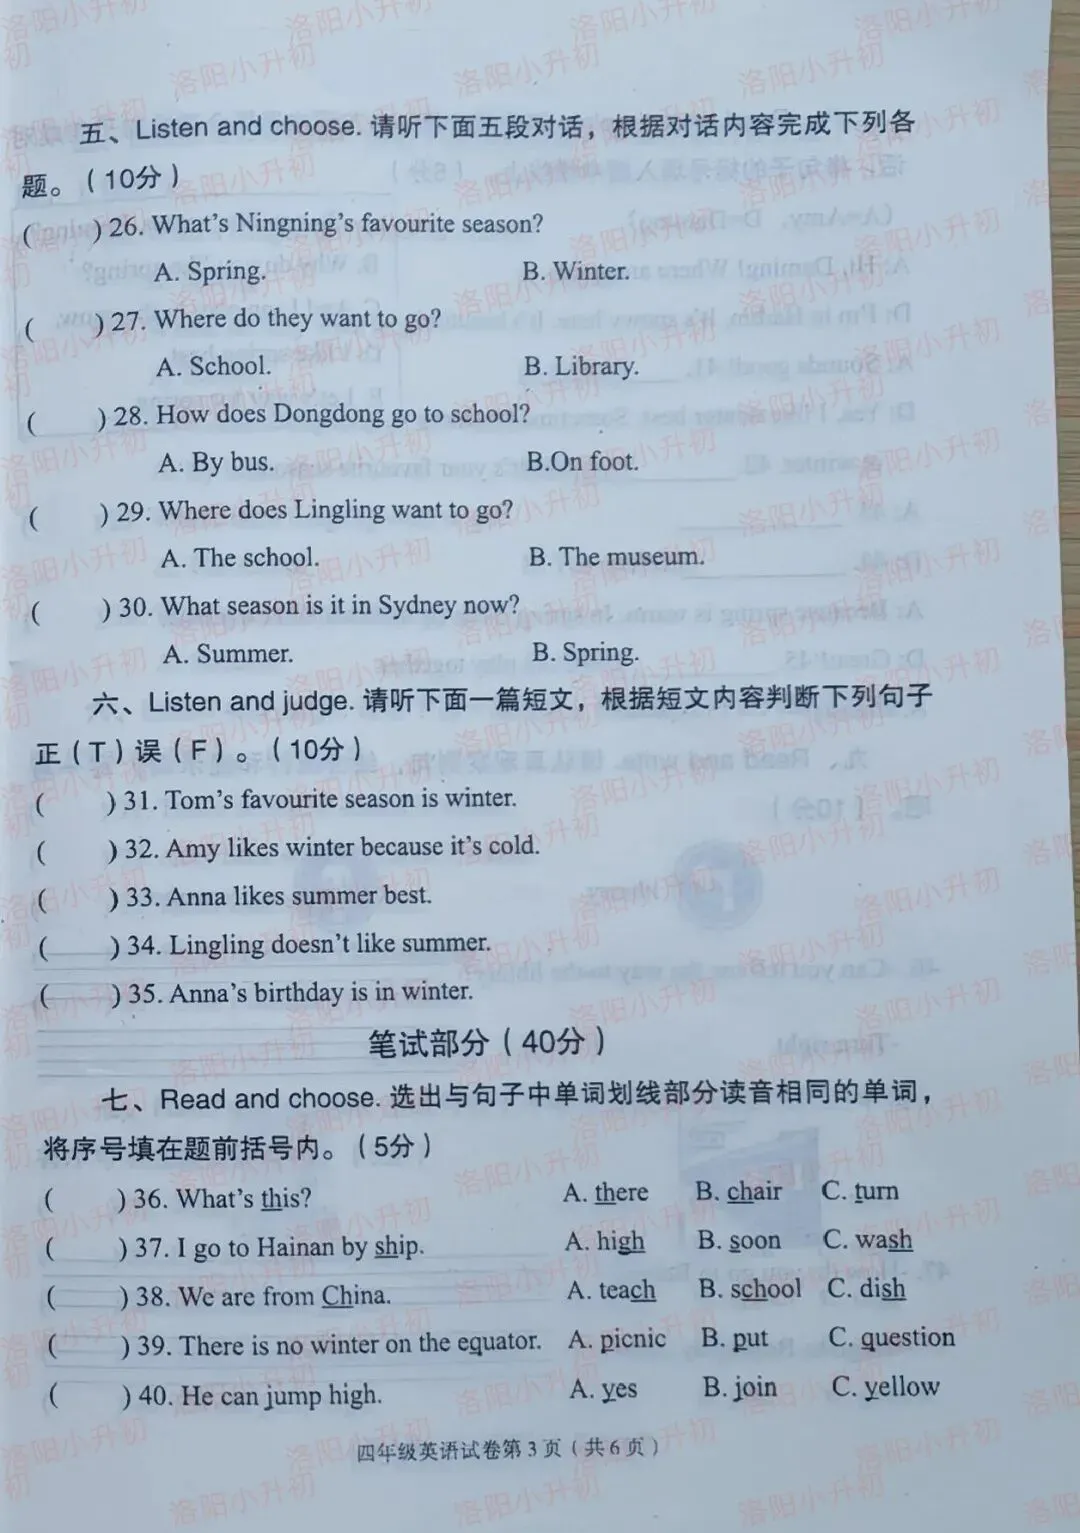 五、Listen and choose. 请听下面五段对话，根据对话内容完成下列各
题。(10分)
(    ) 26. What's Ningning's favourite season?
A. Spring.    B. Winter.
(    ) 27. Where do they want to go?
A. School.    B. Library.
(    ) 28. How does Dongdong go to school?
A. By bus.    B.On foot.
(    ) 29. Where does Lingling want to go?
A. The school.    B. The museum.
(    ) 30. What season is it in Sydney now?
A. Summer.    B. Spring.
六、Listen and judge. 请听下面一篇短文，根据短文内容判断下列句子
正(T)误(F)。(10分)
(    ) 31. Tom's favourite season is winter.
(    ) 32. Amy likes winter because it's cold.
(    ) 33. Anna likes summer best.
(    ) 34. Lingling doesn't like summer.
(    ) 35. Anna's birthday is in winter.
笔试部分(40分)
七、Read and choose. 选出与句子中单词划线部分读音相同的单词，
将序号填在题前括号内。(5分)
(    ) 36. What's this?    A. there    B. chair    C. turn
(    ) 37. I go to Hainan by ship.    A. high    B. soon    C. wash
(    ) 38. We are from China.    A. teach    B. school    C. dish
(    ) 39. There is no winter on the equator.    A. picnic    B. put    C. question
(    ) 40. He can jump high.    A. yes    B. join    C. yellow
四年级英语试卷第3页(共6页)
洛阳小升初